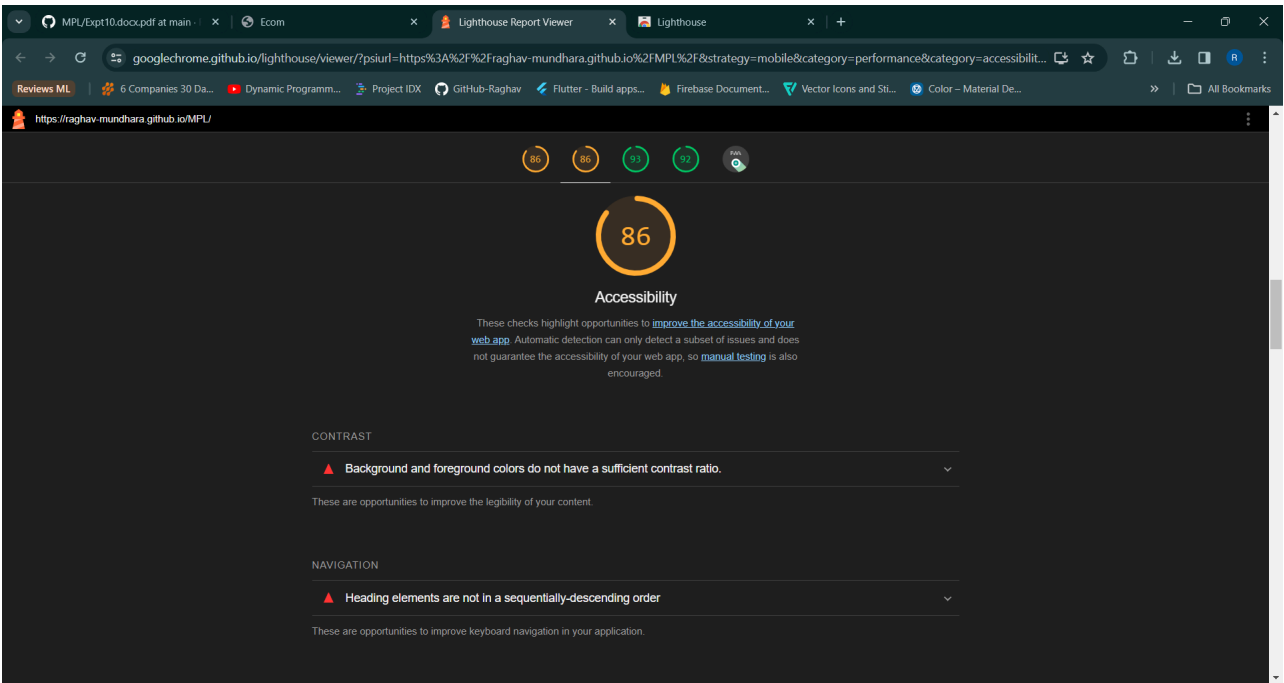 MPL/Expt10.docx.pdf at main ·
Ecom
Lighthouse Report Viewer
Lighthouse
googlechrome.github.io/lighthouse/viewer/?psiurl=https%3A%2F%2Fraghav-mundhara.github.io%2FMPL%2F&strategy=mobile&category=performance&category=accessibilit...
Reviews ML
6 Companies 30 Da...
Dynamic Programm...
Project IDX
GitHub-Raghav
Flutter - Build apps...
Firebase Document...
Vector Icons and Sti...
Color – Material De...
»
All Bookmarks
R
https://raghav-mundhara.github.io/MPL/
86
86
93
92
PWA
86
Accessibility
These checks highlight opportunities to improve the accessibility of your
web app. Automatic detection can only detect a subset of issues and does
not guarantee the accessibility of your web app, so manual testing is also
encouraged.
CONTRAST
Background and foreground colors do not have a sufficient contrast ratio.
These are opportunities to improve the legibility of your content.
NAVIGATION
Heading elements are not in a sequentially-descending order
These are opportunities to improve keyboard navigation in your application.